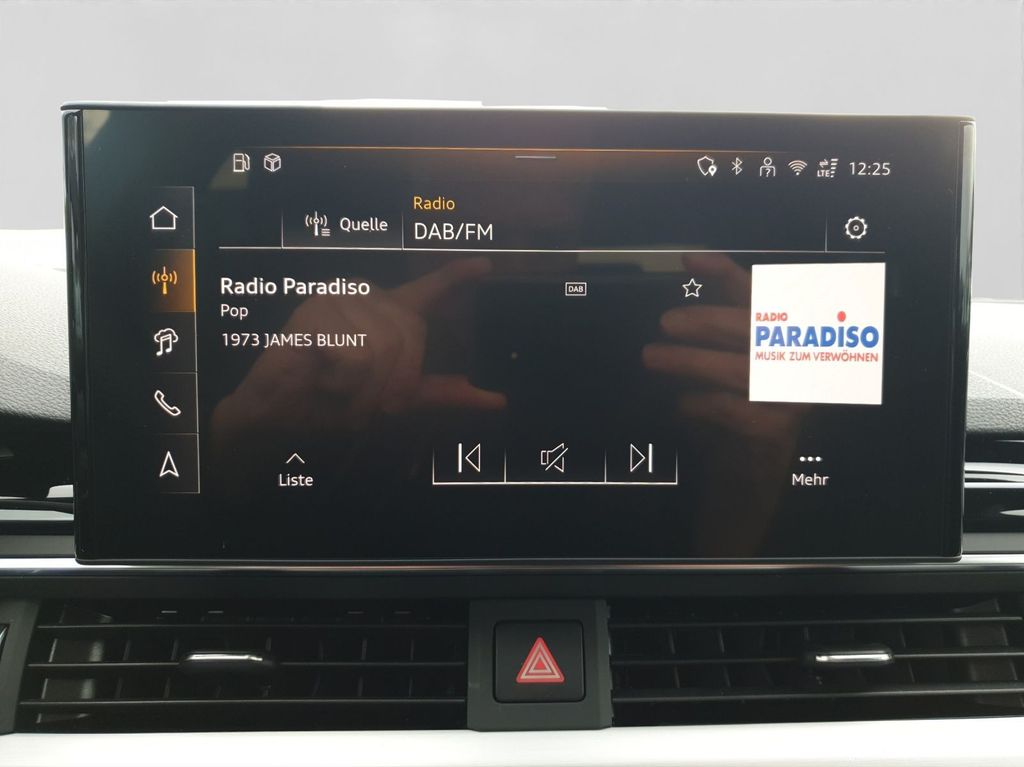 LTE 12:25
Quelle
Radio
DAB/FM
Radio Paradiso
DAB
Pop
1973 JAMES BLUNT
RADIO
PARADISO
MUSIK ZUM VERWÖHNEN
Liste
Mehr